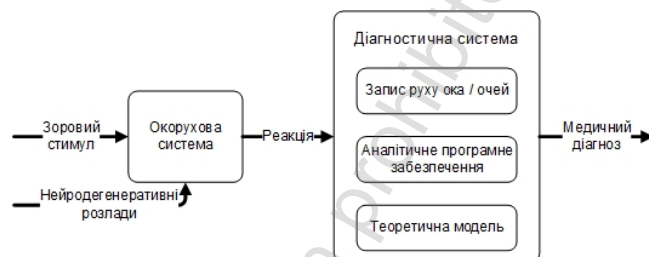 Діагностична система
Запис руху ока / очей
Зоровий
стимул
Окорухова
система
Реакція
Аналітичне програмне
забезпечення
Медичний
діагноз
Нейродегенеративні
розлади
Теоретична модель
prohibite